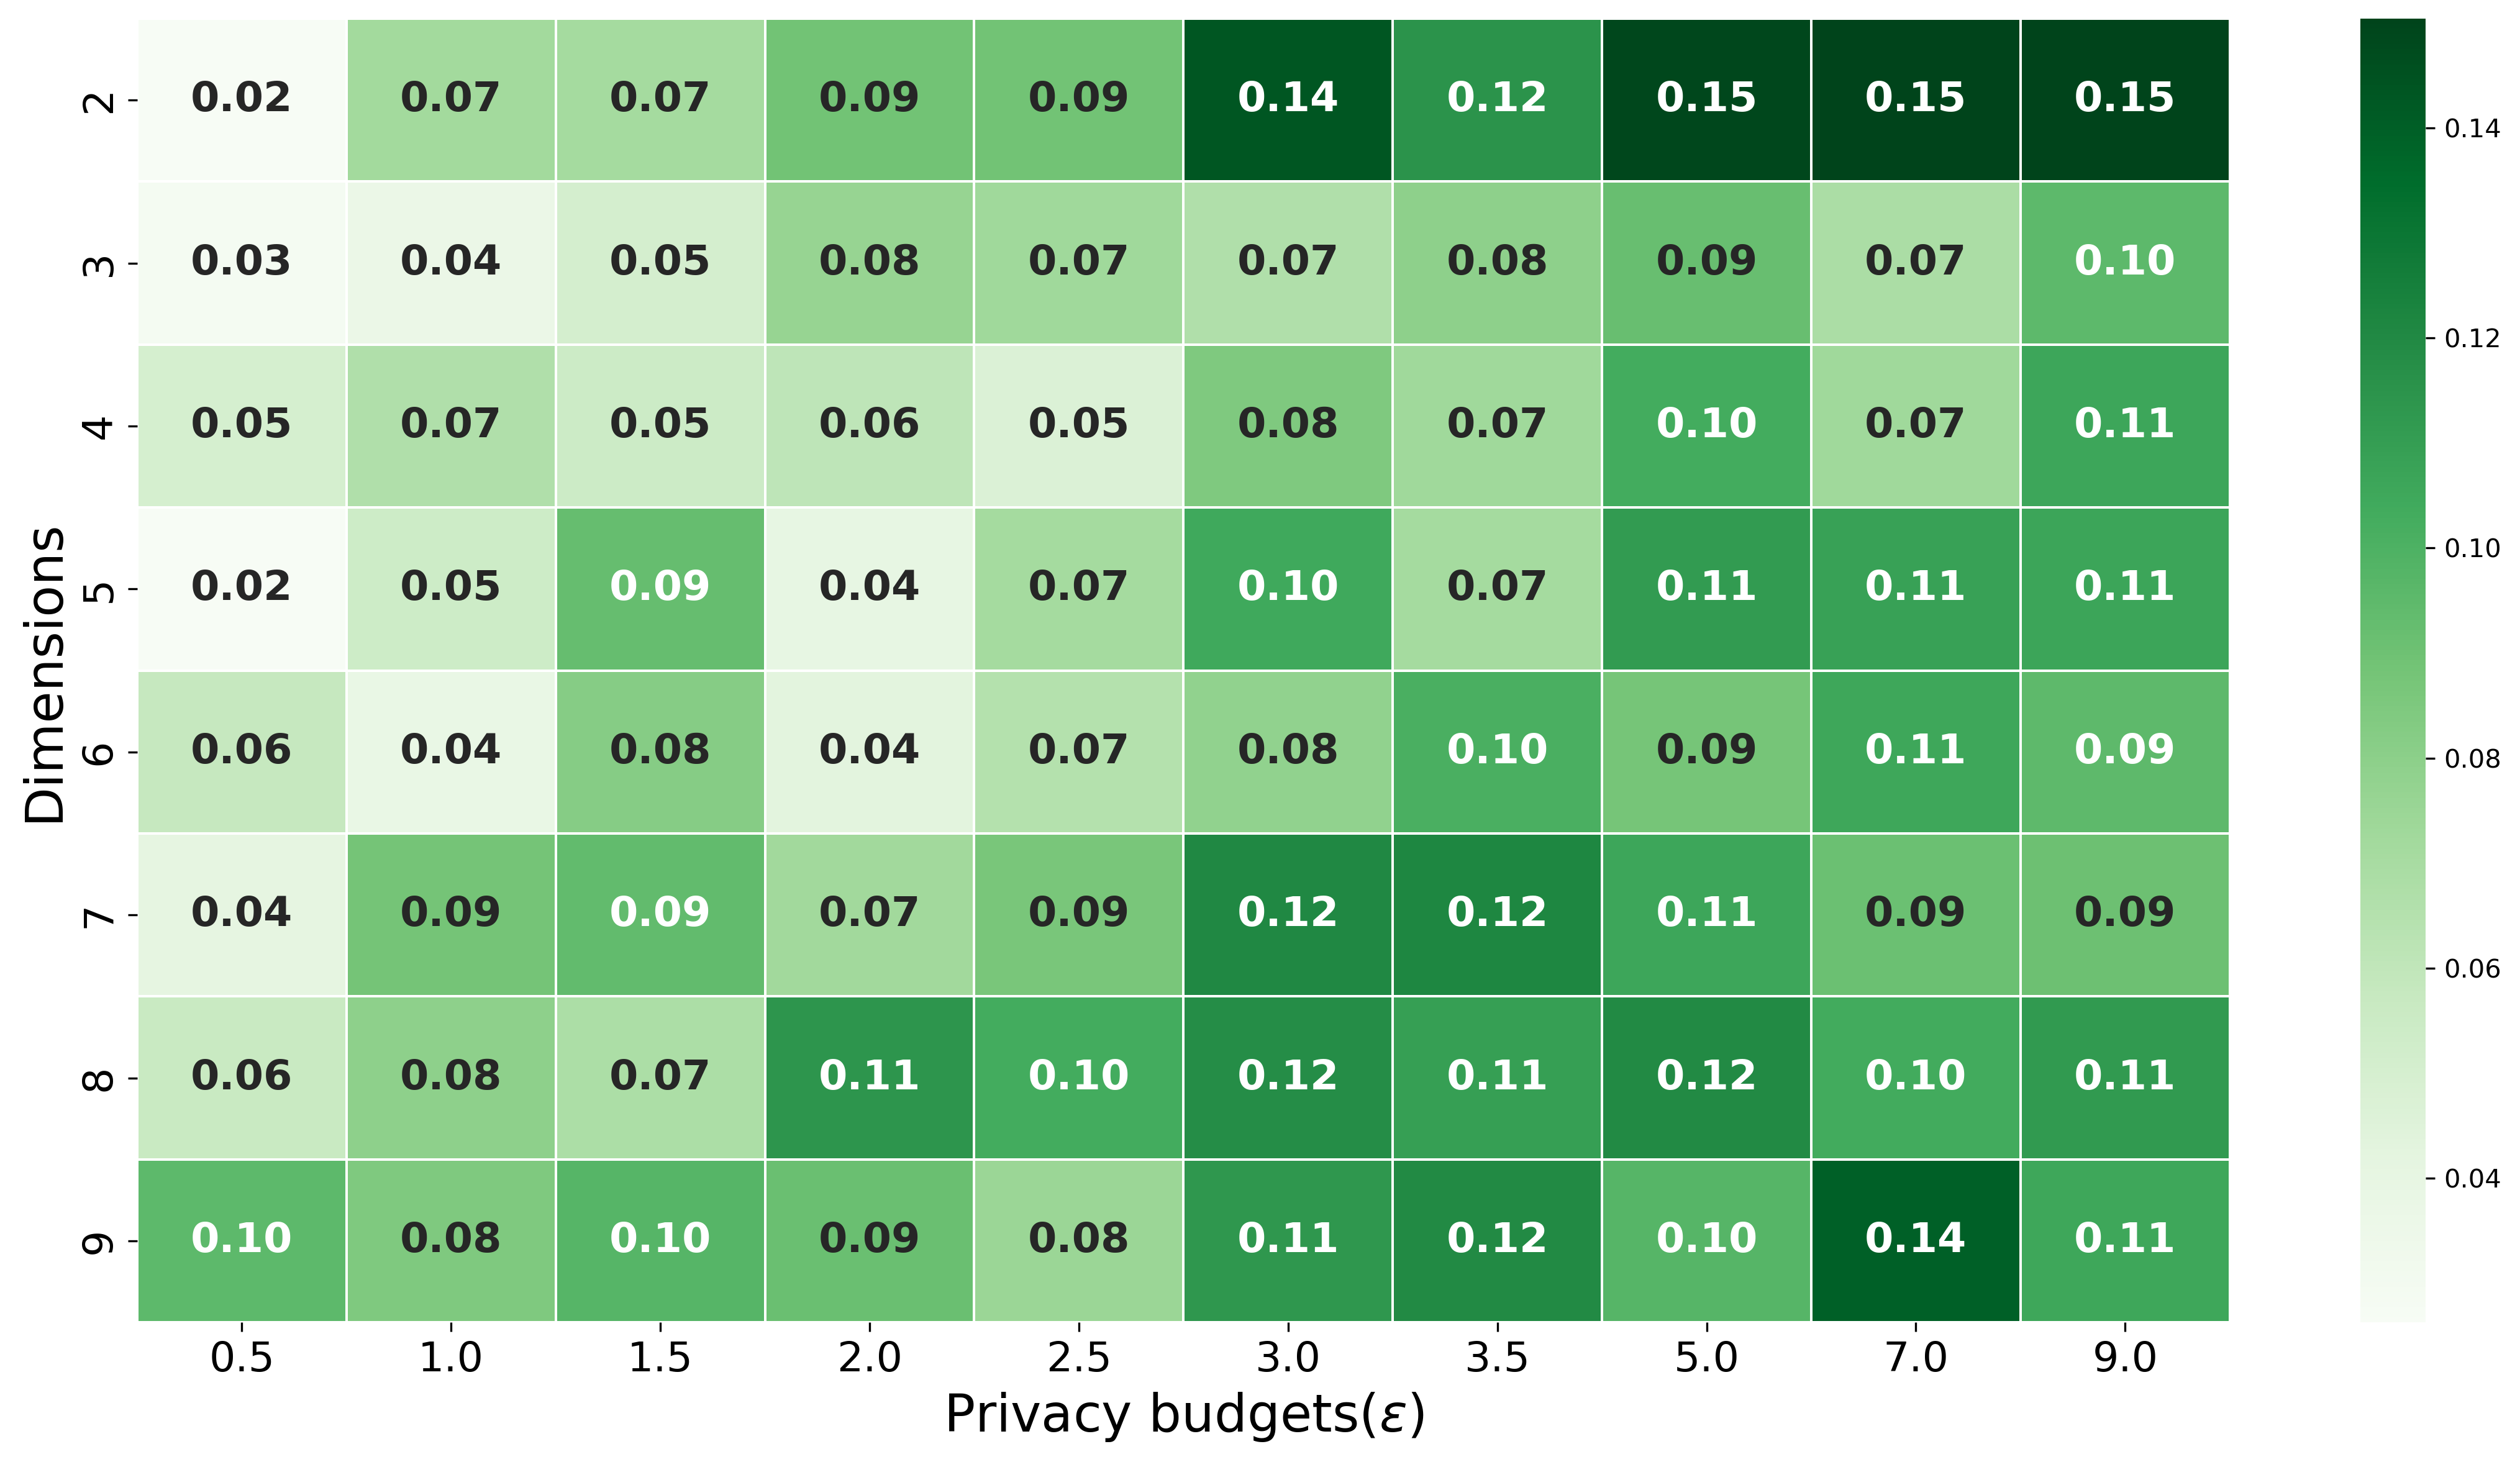 2 0.02 0.07 0.07 0.09 0.09 0.14 0.12 0.15 0.15 0.15
3 0.03 0.04 0.05 0.08 0.07 0.07 0.08 0.09 0.07 0.10
4 0.05 0.07 0.05 0.06 0.05 0.08 0.07 0.10 0.07 0.11
5 0.02 0.05 0.09 0.04 0.07 0.10 0.07 0.11 0.11 0.11
6 0.06 0.04 0.08 0.04 0.07 0.08 0.10 0.09 0.11 0.09
7 0.04 0.09 0.09 0.07 0.09 0.12 0.12 0.11 0.09 0.09
8 0.06 0.08 0.07 0.11 0.10 0.12 0.11 0.12 0.10 0.11
9 0.10 0.08 0.10 0.09 0.08 0.11 0.12 0.10 0.14 0.11
0.5 1.0 1.5 2.0 2.5 3.0 3.5 5.0 7.0 9.0
Privacy budgets(ε)
Dimensions
0.14
0.12
0.10
0.08
0.06
0.04